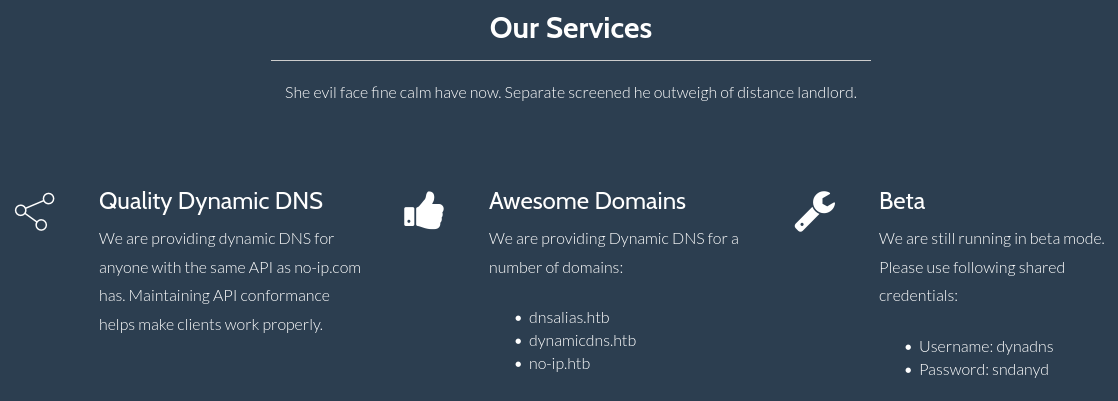 Our Services
She evil face fine calm have now. Separate screened he outweigh of distance landlord.
Quality Dynamic DNS
We are providing dynamic DNS for
anyone with the same API as no-ip.com
has. Maintaining API conformance
helps make clients work properly.
Awesome Domains
We are providing Dynamic DNS for a
number of domains:
• dnsalias.htb
• dynamicdns.htb
• no-ip.htb
Beta
We are still running in beta mode.
Please use following shared
credentials:
• Username: dynadns
• Password: sndanyd